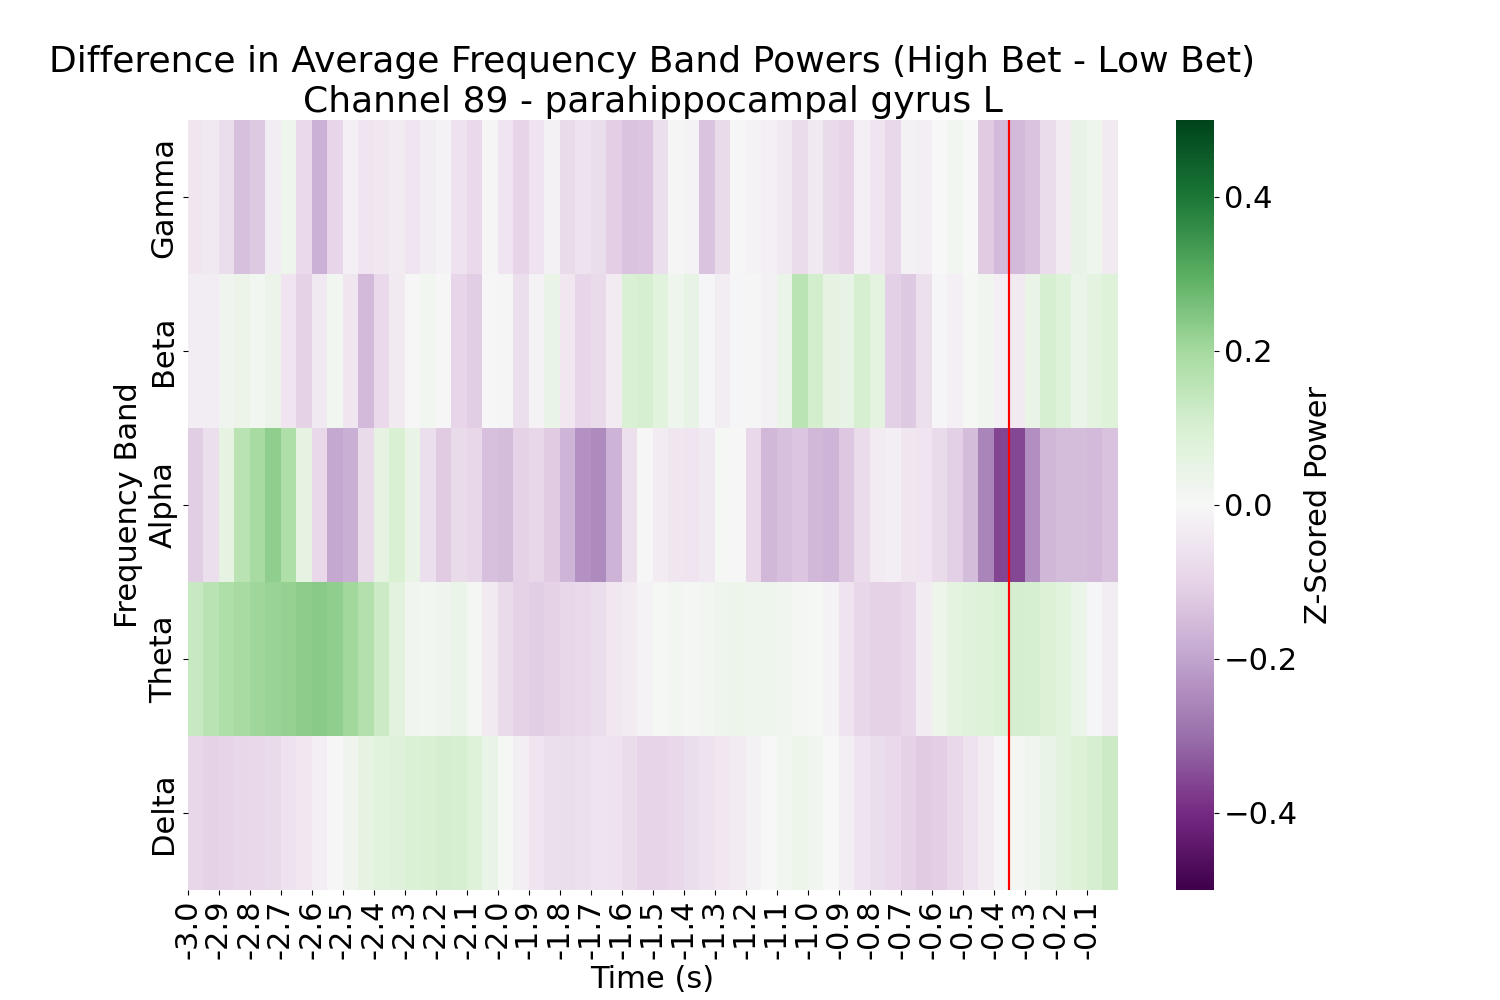 Difference in Average Frequency Band Powers (High Bet - Low Bet)
Channel 89 - parahippocampal gyrus L
Frequency Band
Gamma
Beta
Alpha
Theta
Delta
-3.0 -2.9 -2.8 -2.7 -2.6 -2.5 -2.4 -2.3 -2.2 -2.1 -2.0 -1.9 -1.8 -1.7 -1.6 -1.5 -1.4 -1.3 -1.2 -1.1 -1.0 -0.9 -0.8 -0.7 -0.6 -0.5 -0.4 -0.3 -0.2 -0.1
Time (s)
0.4
0.2
0.0
−0.2
−0.4
Z-Scored Power